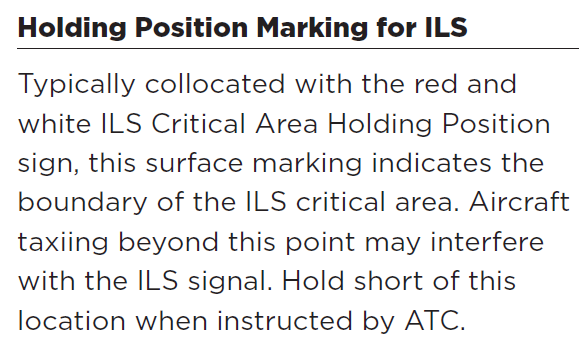 Holding Position Marking for ILS
Typically collocated with the red and
white ILS Critical Area Holding Position
sign, this surface marking indicates the
boundary of the ILS critical area. Aircraft
taxiing beyond this point may interfere
with the ILS signal. Hold short of this
location when instructed by ATC.